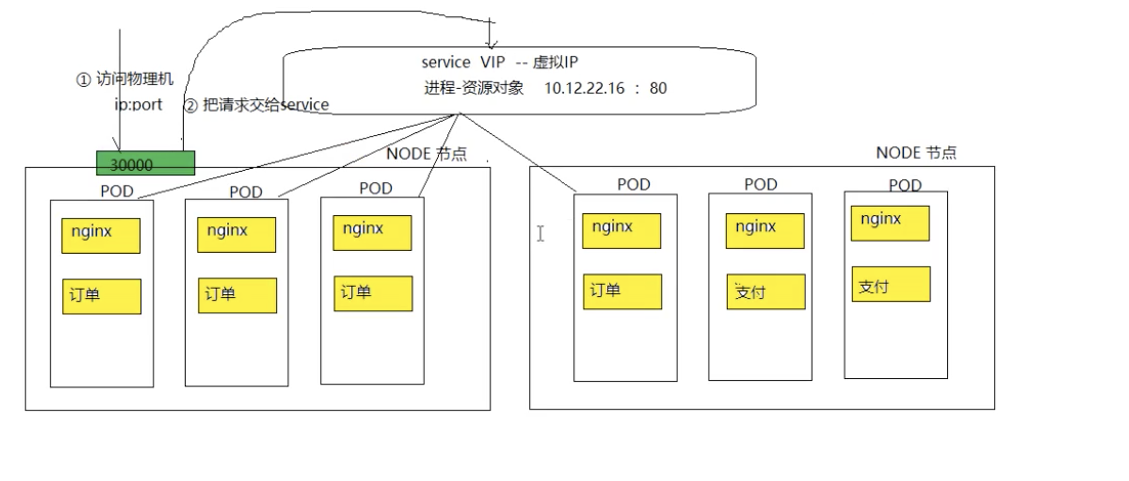 service VIP -- 虚拟IP
进程-资源对象 10.12.22.16 : 80
① 访问物理机
ip:port
② 把请求交给service
30000
NODE 节点
NODE 节点
POD
POD
POD
POD
POD
POD
nginx
nginx
nginx
nginx
nginx
nginx
订单
订单
订单
订单
支付
支付